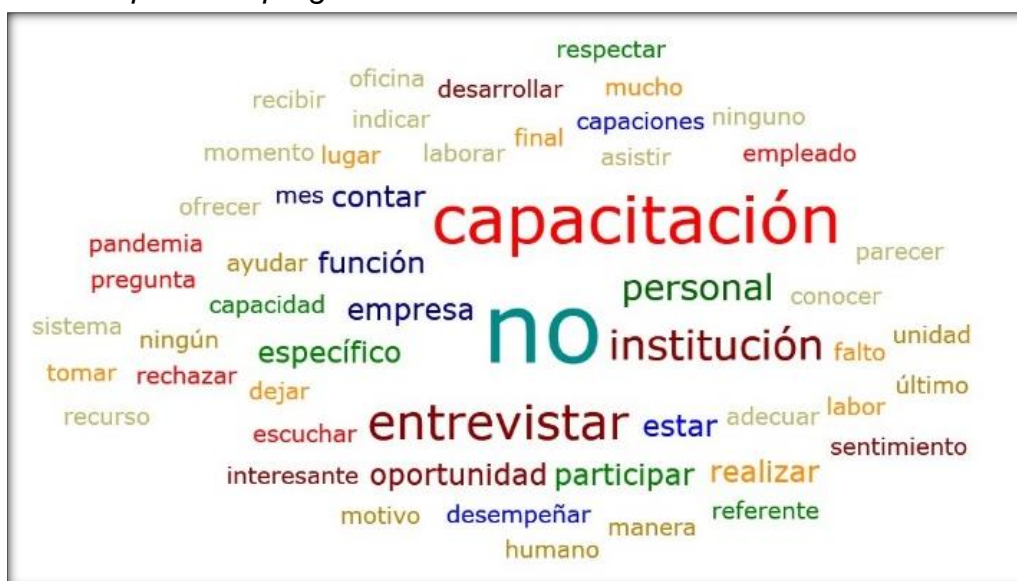 respectar
oficina desarrollar mucho
recibir indicar final capaciones ninguno
momento lugar laborar asistir empleado
ofrecer mes contar capacitación
pandemia ayudar función parecer
pregunta capacidad empresa personal conocer
sistema ningún específico no institución falto unidad
tomar rechazar dejar último
recurso escuchar entrevistar estar adecuar labor
interesante oportunidad participar realizar sentimiento
motivo desempeñar manera referente
humano